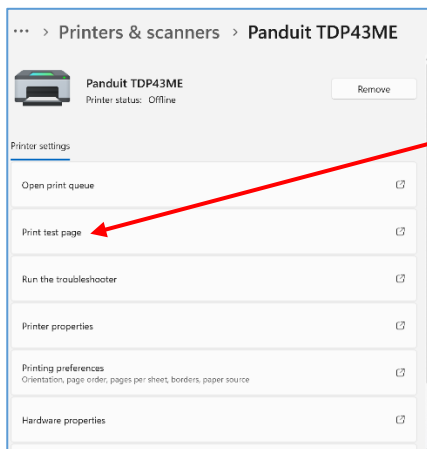 ... > Printers & scanners > Panduit TDP43ME
Panduit TDP43ME
Printer status: Offline
Remove
Printer settings
Open print queue
Print test page
Run the troubleshooter
Printer properties
Printing preferences
Orientation, page order, pages per sheet, borders, paper source
Hardware properties